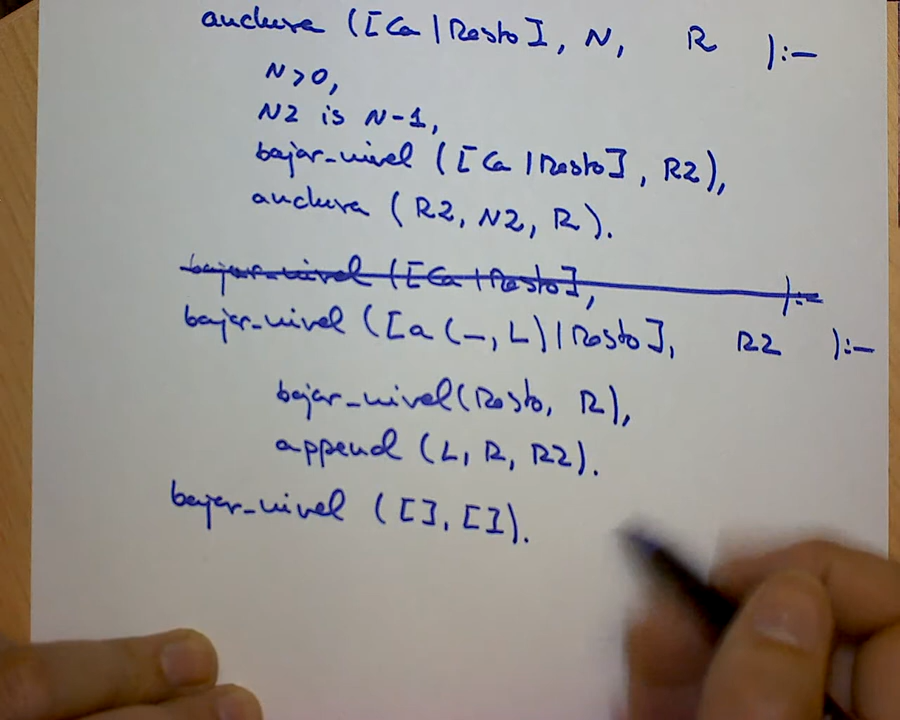 anchura ([Ca|Resto], N, R ):-
N>0,
N2 is N-1,
bajar_nivel ([Ca|Resto], R2),
anchura (R2, N2, R).
bajar_nivel ([Ca|Resto], ):-
bajar_nivel ([a(_, L)|Resto], R2 ):-
bajar_nivel(Resto, R),
append (L, R, R2).
bajar_nivel ([], []).